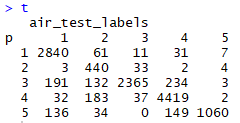 > t
air_test_labels
p 1 2 3 4 5
1 2840 61 11 31 7
2 3 440 33 2 4
3 191 132 2365 234 3
4 32 183 37 4419 2
5 136 34 0 149 1060